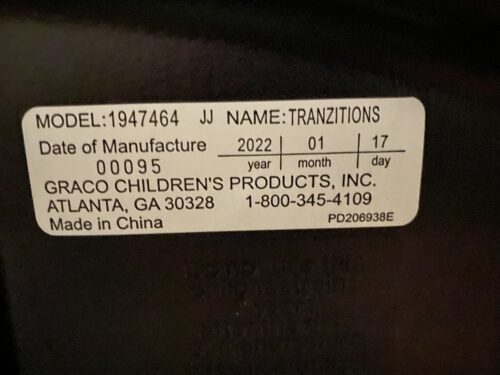 MODEL:1947464 JJ NAME:TRANZITIONS
Date of Manufacture 2022 01 17
00095 year month day
GRACO CHILDREN'S PRODUCTS, INC.
ATLANTA, GA 30328 1-800-345-4109
Made in China PD206938E